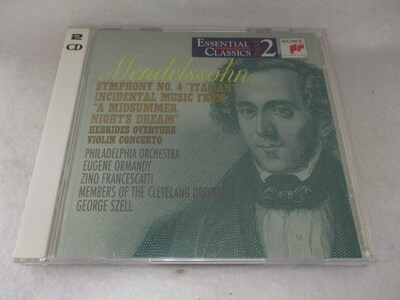 2
CD
ESSENTIAL
CLASSICS
2
SONY
Mendelssohn
SYMPHONY NO. 4 "ITALIAN"
INCIDENTAL MUSIC FROM
"A MIDSUMMER
NIGHT'S DREAM"
HEBRIDES OVERTURE
VIOLIN CONCERTO
PHILADELPHIA ORCHESTRA
EUGENE ORMANDY
ZINO FRANCESCATTI
MEMBERS OF THE CLEVELAND ORCHESTRA
GEORGE SZELL